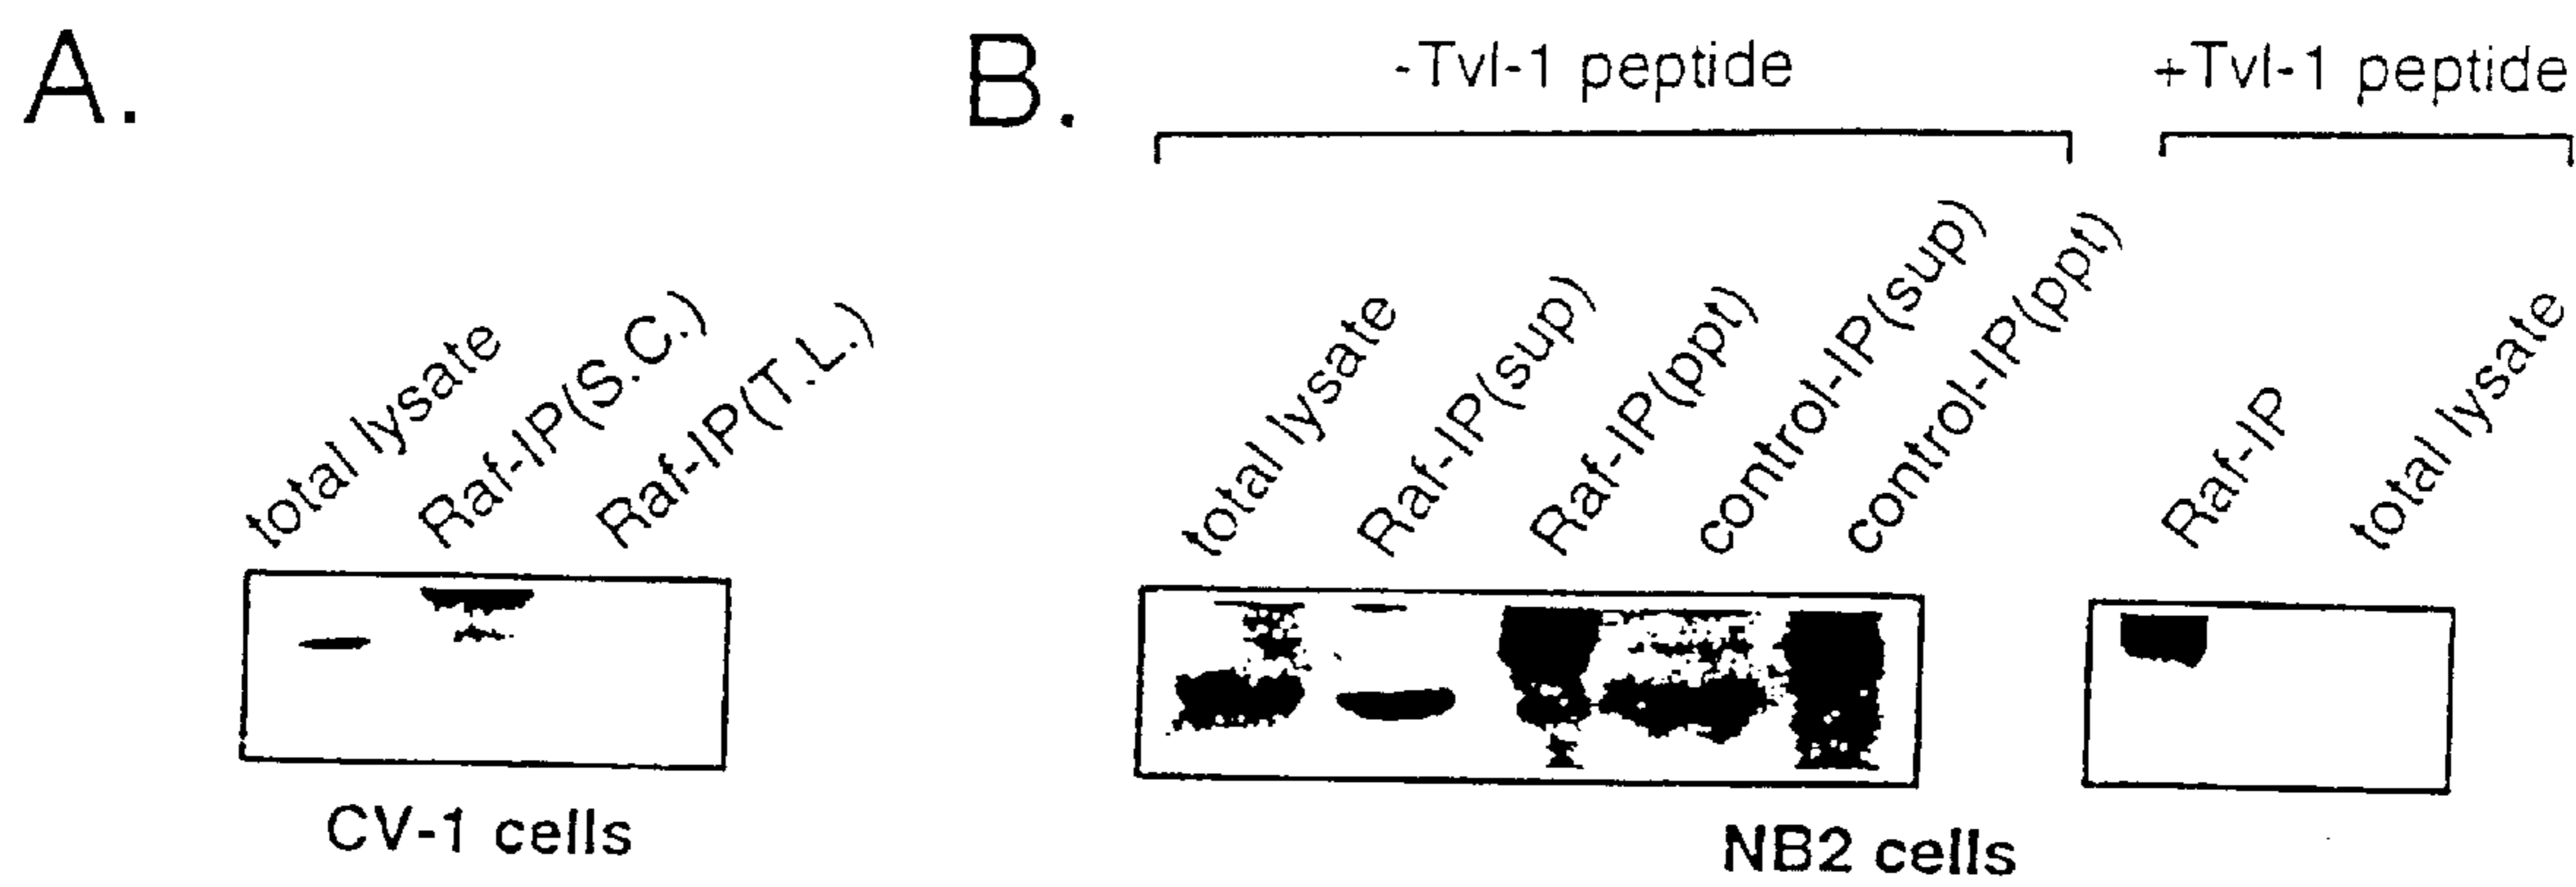 A.
total lysate
Raf-IP(S.C.)
Raf-IP(T.L.)
CV-1 cells
B.
-Tvl-1 peptide
+Tvl-1 peptide
total lysate
Raf-IP(sup)
Raf-IP(ppt)
control-IP(sup)
control-IP(ppt)
Raf-IP
total lysate
NB2 cells